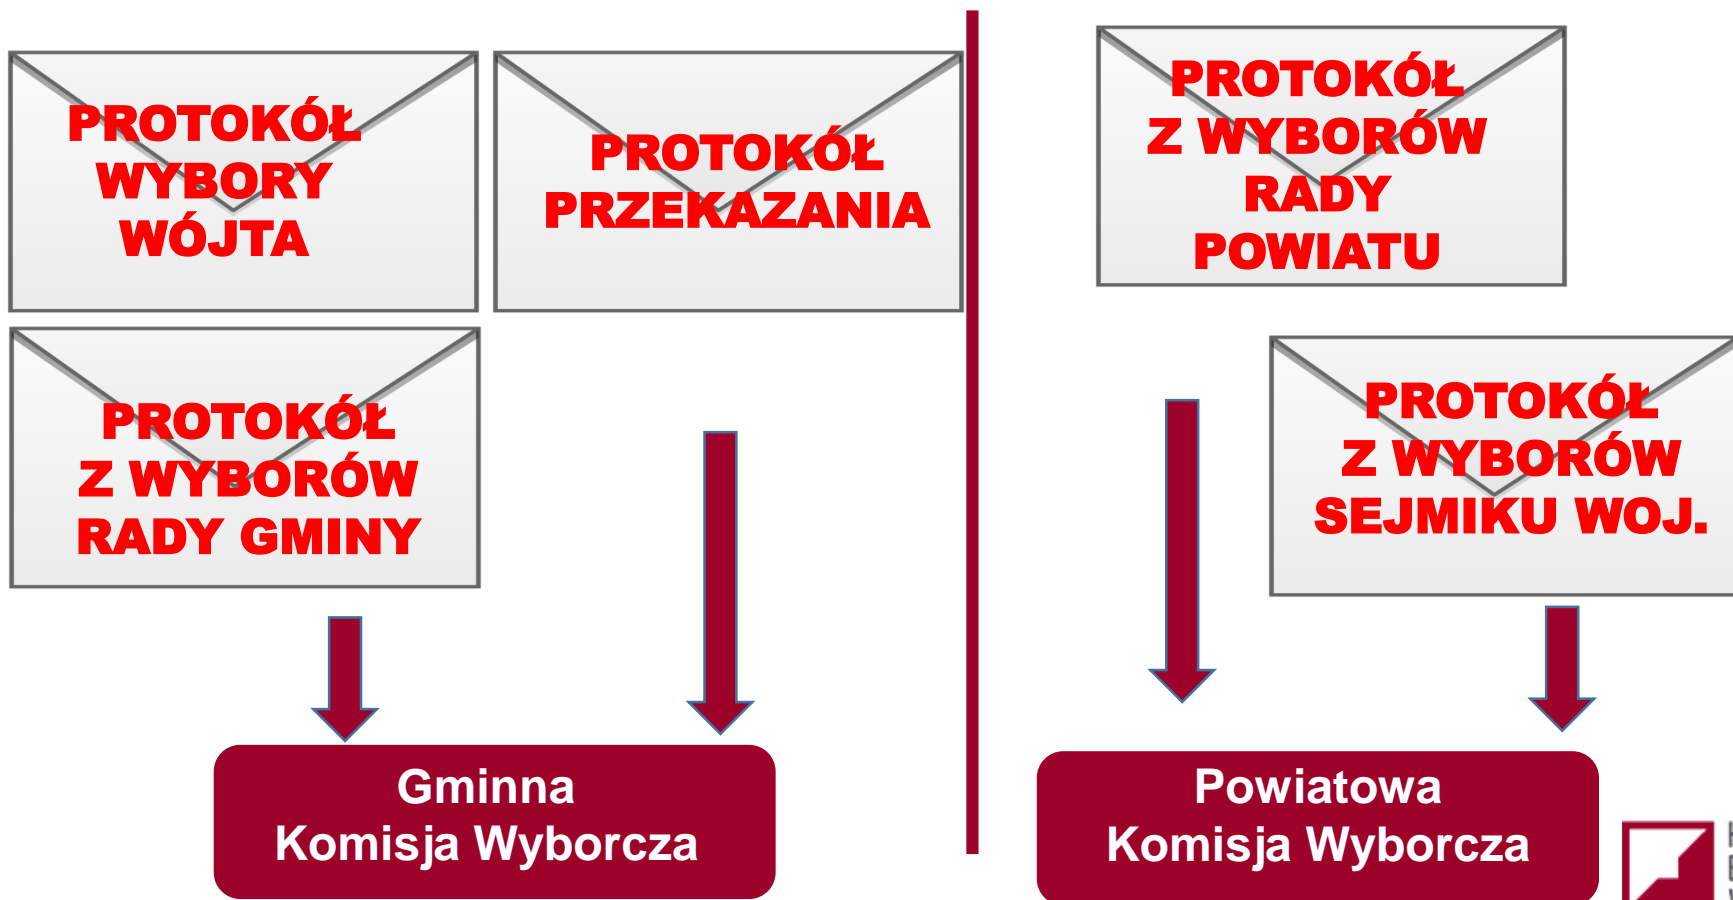 PROTOKÓŁ
WYBORY
WÓJTA
PROTOKÓŁ
PRZEKAZANIA
PROTOKÓŁ
Z WYBORÓW
RADY GMINY
Gminna
Komisja Wyborcza
PROTOKÓŁ
Z WYBORÓW
RADY
POWIATU
PROTOKÓŁ
Z WYBORÓW
SEJMIKU WOJ.
Powiatowa
Komisja Wyborcza